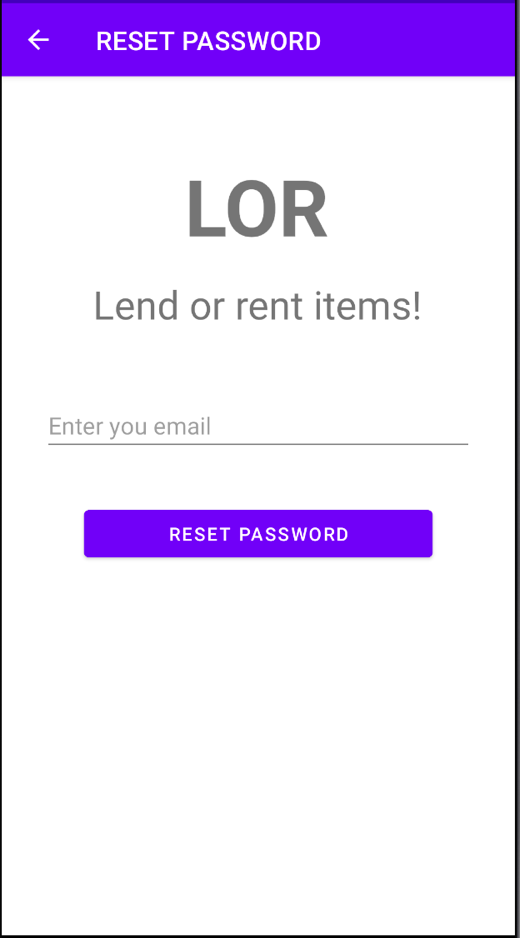 RESET PASSWORD
LOR
Lend or rent items!
Enter you email
RESET PASSWORD